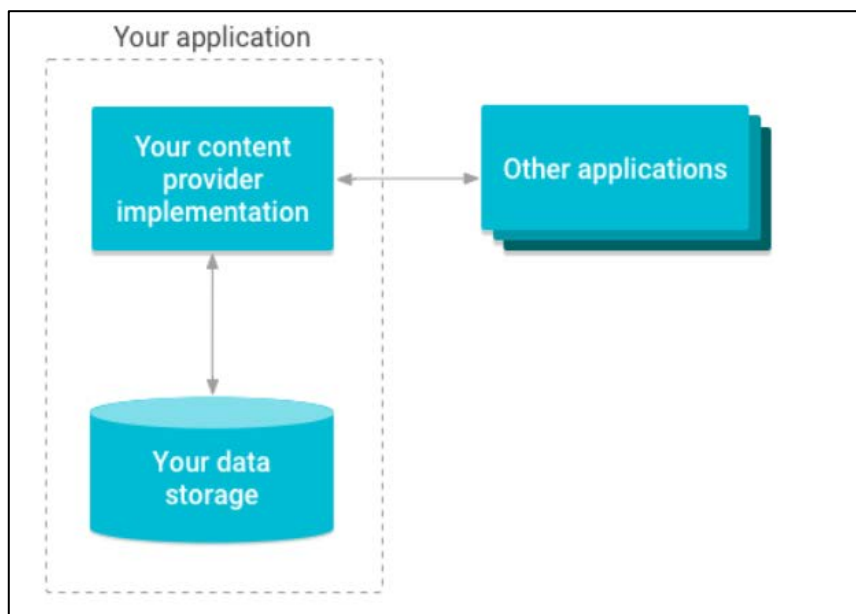 Your application
Your content
provider
implementation
Other applications
Your data
storage